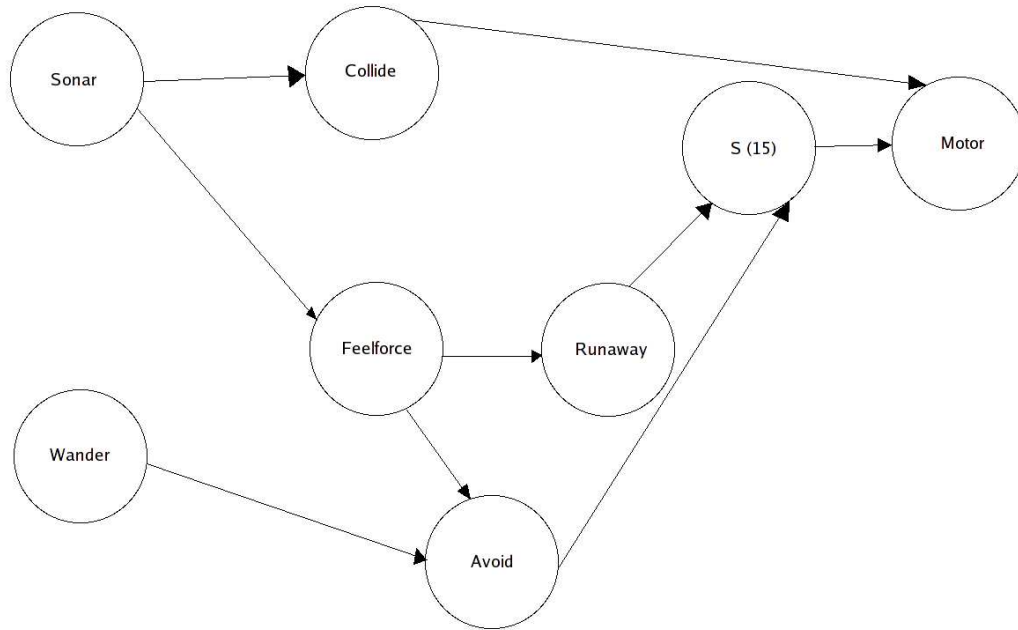 Sonar
Collide
S (15)
Motor
Feelforce
Runaway
Wander
Avoid